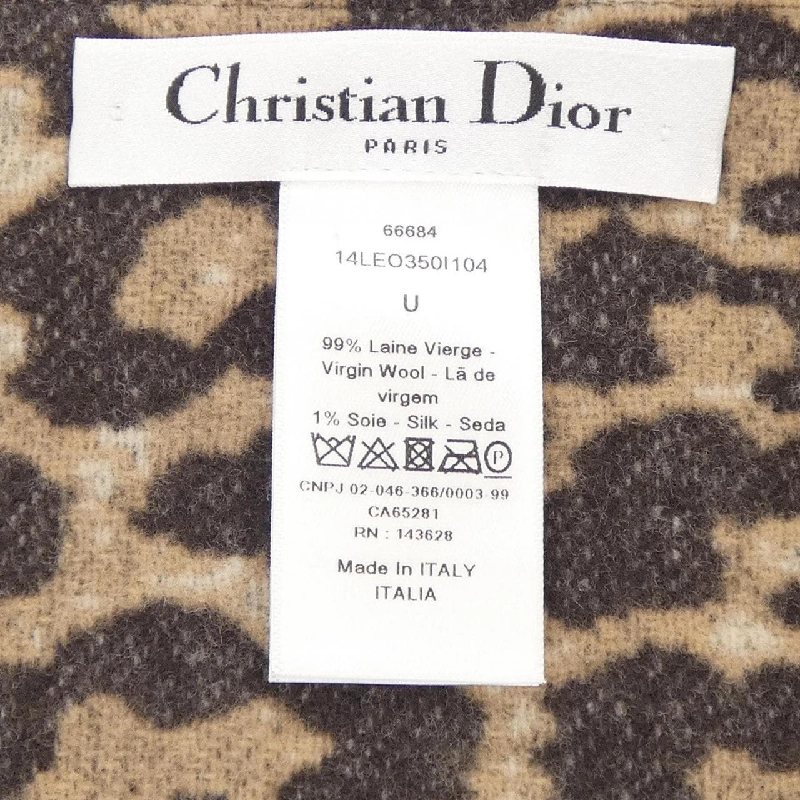 Christian Dior
PARIS
66684
14LEO350I104
U
99% Laine Vierge -
Virgin Wool - Lã de
virgem
1% Soie - Silk - Seda
P
CNPJ 02-046-366/0003-99
CA65281
RN : 143628
Made In ITALY
ITALIA